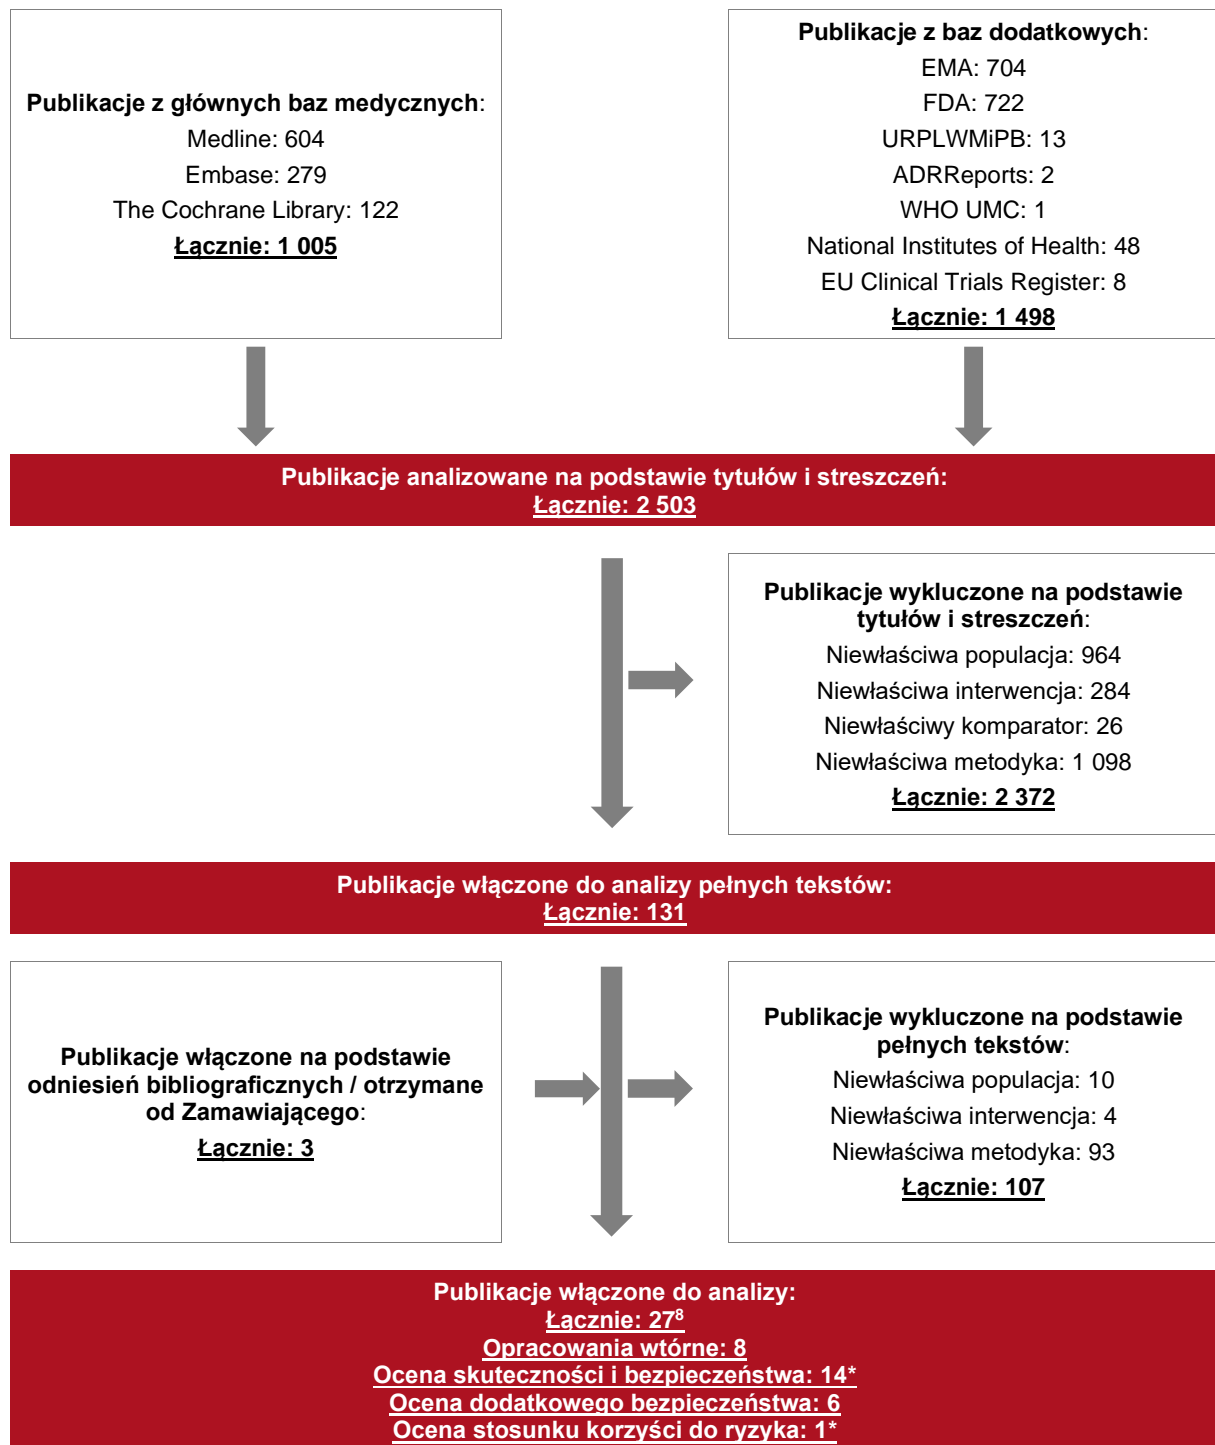 Publikacje z głównych baz medycznych:
Medline: 604
Embase: 279
The Cochrane Library: 122
Łącznie: 1 005
Publikacje z baz dodatkowych:
EMA: 704
FDA: 722
URPLWMiPB: 13
ADRReports: 2
WHO UMC: 1
National Institutes of Health: 48
EU Clinical Trials Register: 8
Łącznie: 1 498
Publikacje analizowane na podstawie tytułów i streszczeń:
Łącznie: 2 503
Publikacje wykluczone na podstawie
tytułów i streszczeń:
Niewłaściwa populacja: 964
Niewłaściwa interwencja: 284
Niewłaściwy komparator: 26
Niewłaściwa metodyka: 1 098
Łącznie: 2 372
Publikacje włączone do analizy pełnych tekstów:
Łącznie: 131
Publikacje włączone na podstawie
odniesień bibliograficznych / otrzymane
od Zamawiającego:
Łącznie: 3
Publikacje wykluczone na podstawie
pełnych tekstów:
Niewłaściwa populacja: 10
Niewłaściwa interwencja: 4
Niewłaściwa metodyka: 93
Łącznie: 107
Publikacje włączone do analizy:
Łącznie: 27⁸
Opracowania wtórne: 8
Ocena skuteczności i bezpieczeństwa: 14*
Ocena dodatkowego bezpieczeństwa: 6
Ocena stosunku korzyści do ryzyka: 1*